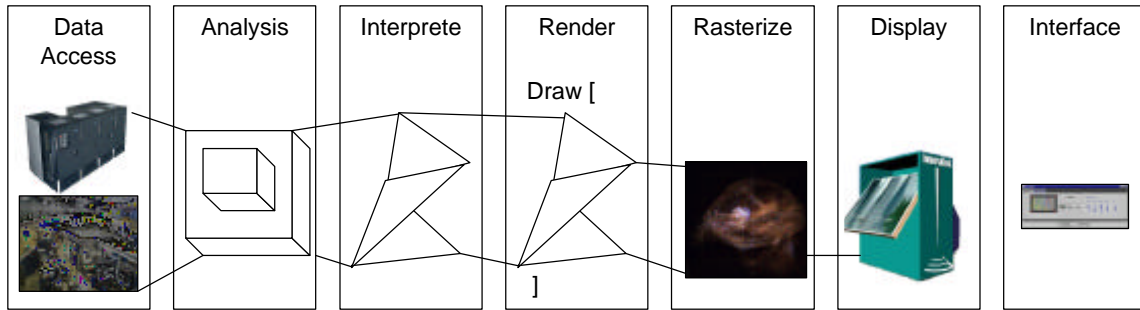 Data
Access
Analysis
Interprete
Render
Rasterize
Display
Interface
Draw [
]